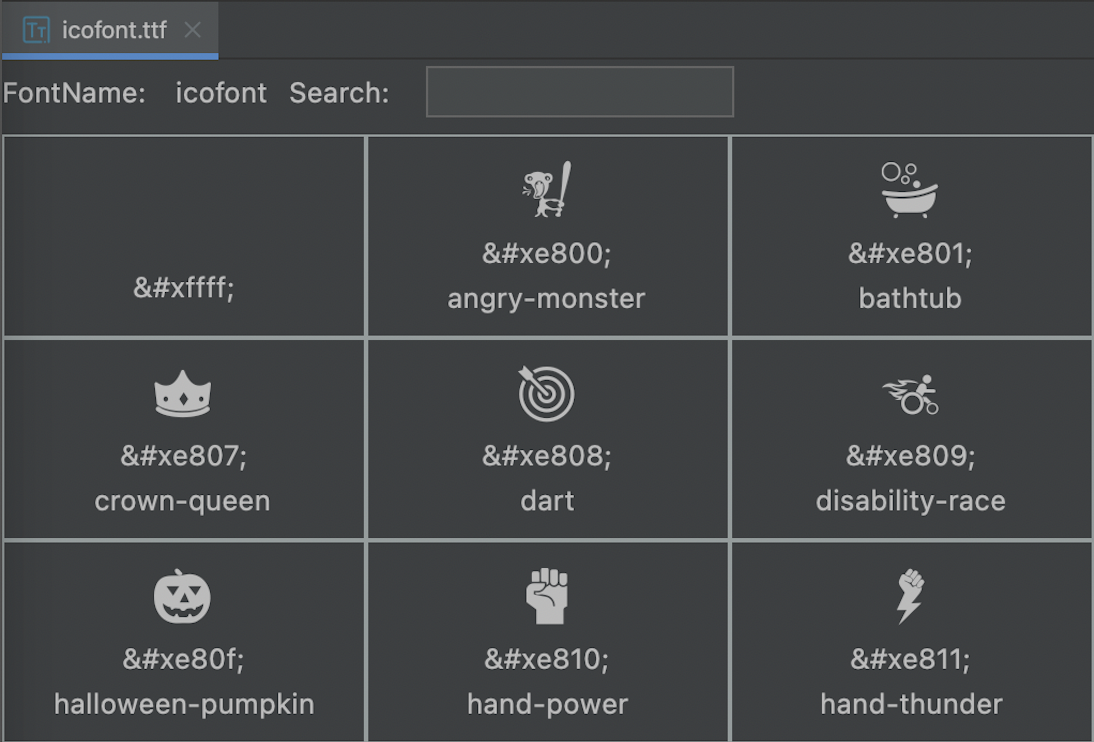 icofont.ttf
FontName: icofont Search:
&#xffff;
&#xe800;
angry-monster
&#xe801;
bathtub
&#xe807;
crown-queen
&#xe808;
dart
&#xe809;
disability-race
&#xe80f;
halloween-pumpkin
&#xe810;
hand-power
&#xe811;
hand-thunder